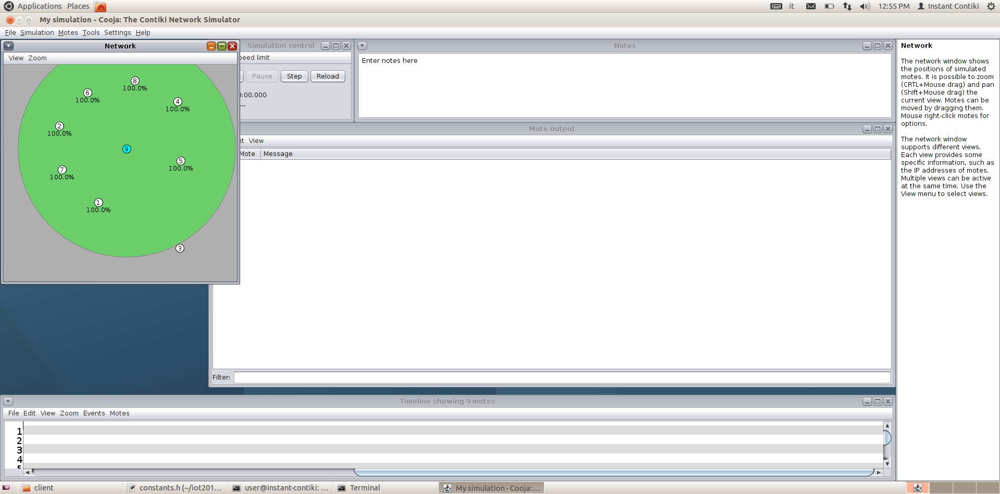 Applications Places
it 12:55 PM Instant Contiki
My simulation - Cooja: The Contiki Network Simulator
File Simulation Motes Tools Settings Help
Network
View Zoom
8
100.0%
6
100.0%
4
100.0%
2
100.0%
9
5
100.0%
7
100.0%
1
100.0%
3
Simulation control
peed limit
Pause Step Reload
0:00.000
---
Notes
Enter notes here
Mote output
it View
Mote Message
Filter:
Network
The network window shows
the positions of simulated
motes. It is possible to zoom
(CRTL+Mouse drag) and pan
(Shift+Mouse drag) the
current view. Motes can be
moved by dragging them.
Mouse right-click motes for
options.
The network window
supports different views.
Each view provides some
specific information, such as
the IP addresses of motes.
Multiple views can be active
at the same time. Use the
View menu to select views.
Timeline showing 9 motes
File Edit View Zoom Events Motes
1
2
3
4
5
client
constants.h (~/iot201...
user@instant-contiki: ...
Terminal
My simulation - Cooja:...